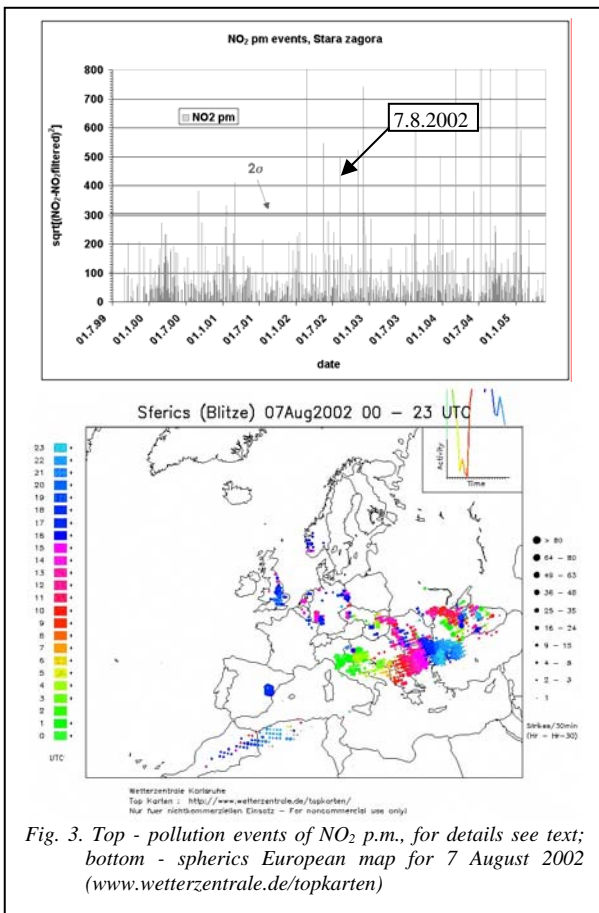 NO₂ pm events, Stara zagora
sqrt[(NO₂-NO₂filtered)²]
800
700
600
500
400
300
200
100
0
NO2 pm
7.8.2002
2σ
01.7.99
01.1.00
01.7.00
01.1.01
01.7.01
01.1.02
01.7.02
01.1.03
01.7.03
01.1.04
01.7.04
01.1.05
date
Sferics (Blitze) 07Aug2002 00 – 23 UTC
Activity
Time
23
22
21
20
19
18
17
16
15
14
13
12
11
10
9
8
7
6
5
4
3
2
1
0
UTC
> 80
64 – 80
49 – 63
36 – 48
25 – 35
16 – 24
9 – 15
4 – 8
2 – 3
1
Strikes/30min
(Hr – Hr-30)
Wetterzentrale Karlsruhe
Top Karten : http://www.wetterzentrale.de/topkarten/
Nur fuer nichtkommerziellen Einsatz – For noncommercial use only!
Fig. 3. Top - pollution events of NO₂ p.m., for details see text;
bottom - spherics European map for 7 August 2002
(www.wetterzentrale.de/topkarten)